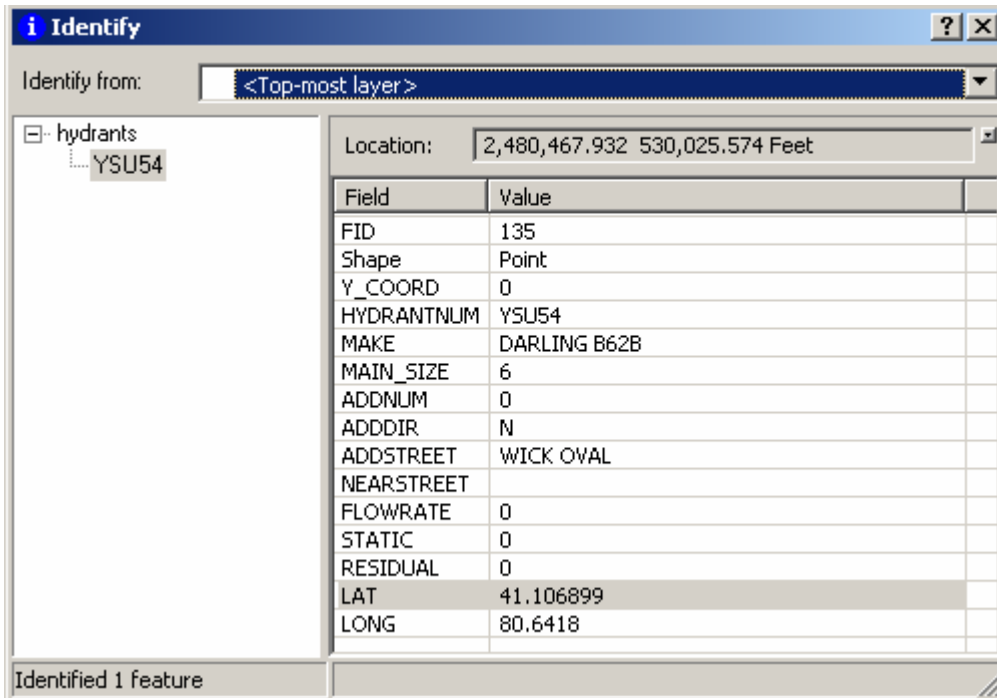 Identify
Identify from: <Top-most layer>
hydrants
YSU54
Location: 2,480,467.932 530,025.574 Feet
Field Value
FID 135
Shape Point
Y_COORD 0
HYDRANTNUM YSU54
MAKE DARLING B62B
MAIN_SIZE 6
ADDNUM 0
ADDDIR N
ADDSTREET WICK OVAL
NEARSTREET
FLOWRATE 0
STATIC 0
RESIDUAL 0
LAT 41.106899
LONG 80.6418
Identified 1 feature